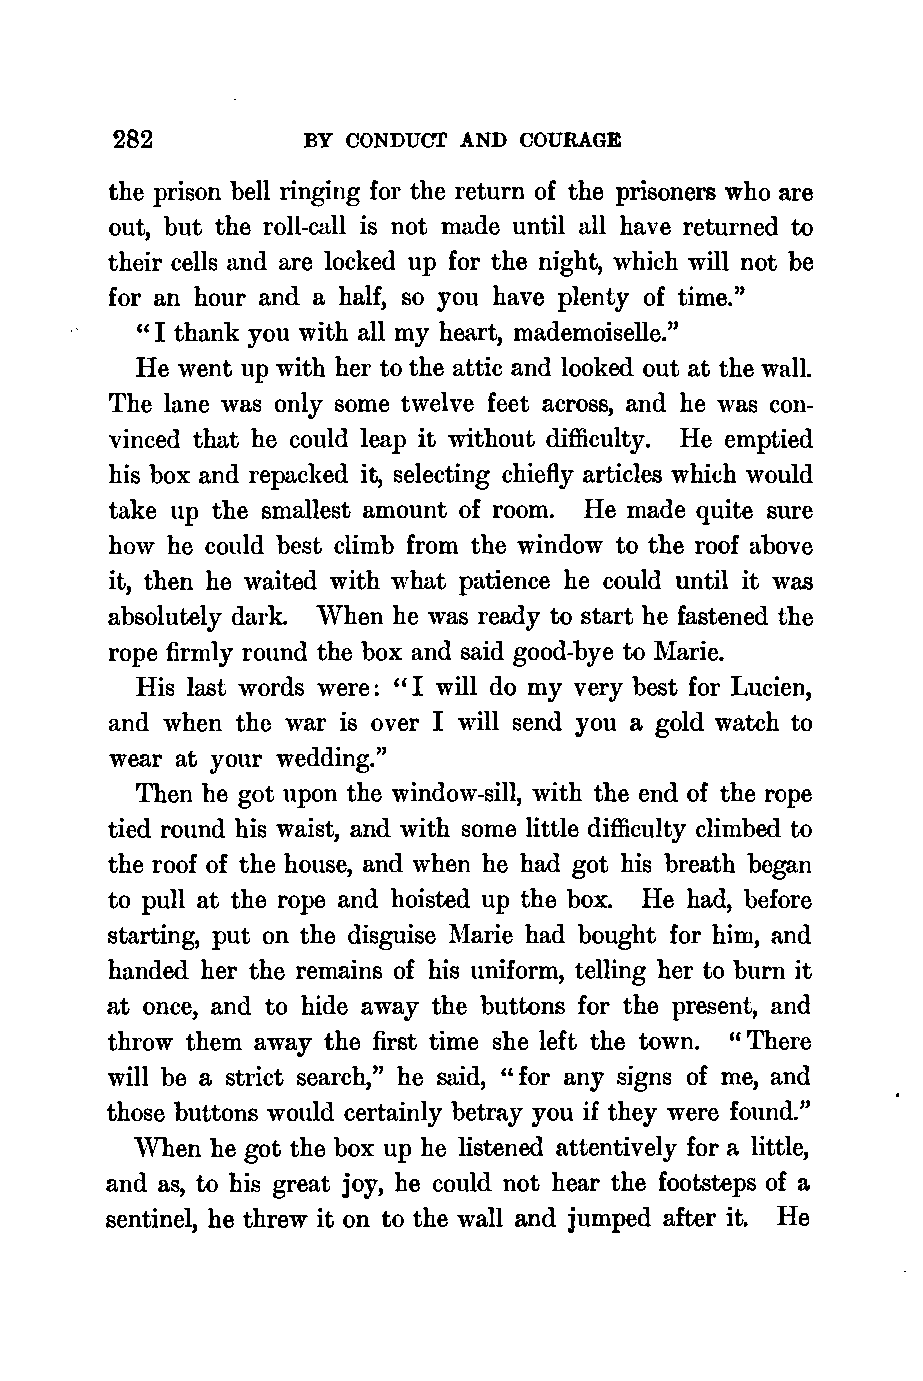 282 BY CONDUCT AND COURAGE
the prison bell ringing for the return of the prisoners who are
out, but the roll-call is not made until all have returned to
their cells and are locked up for the night, which will not be
for an hour and a half, so you have plenty of time."
"I thank you with all my heart, mademoiselle."
He went up with her to the attic and looked out at the wall.
The lane was only some twelve feet across, and he was con-
vinced that he could leap it without difficulty. He emptied
his box and repacked it, selecting chiefly articles which would
take up the smallest amount of room. He made quite sure
how he could best climb from the window to the roof above
it, then he waited with what patience he could until it was
absolutely dark. When he was ready to start he fastened the
rope firmly round the box and said good-bye to Marie.
His last words were: "I will do my very best for Lucien,
and when the war is over I will send you a gold watch to
wear at your wedding."
Then he got upon the window-sill, with the end of the rope
tied round his waist, and with some little difficulty climbed to
the roof of the house, and when he had got his breath began
to pull at the rope and hoisted up the box. He had, before
starting, put on the disguise Marie had bought for him, and
handed her the remains of his uniform, telling her to burn it
at once, and to hide away the buttons for the present, and
throw them away the first time she left the town. "There
will be a strict search," he said, "for any signs of me, and
those buttons would certainly betray you if they were found."
When he got the box up he listened attentively for a little,
and as, to his great joy, he could not hear the footsteps of a
sentinel, he threw it on to the wall and jumped after it. He